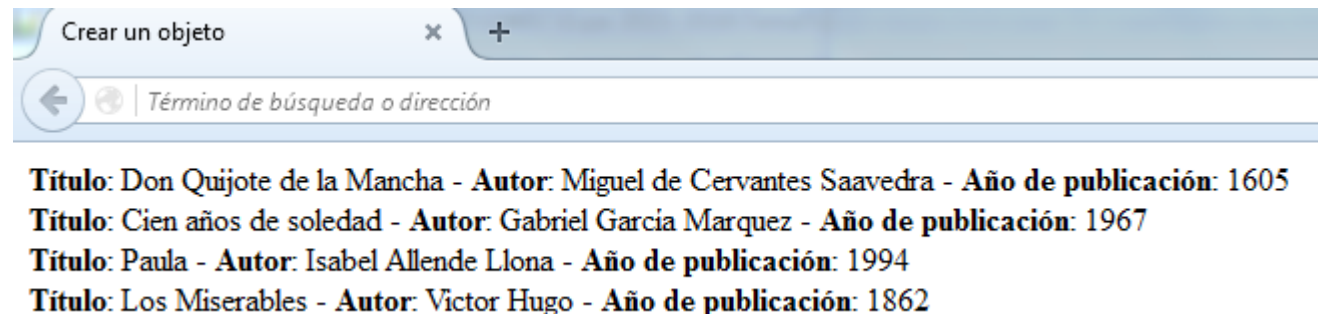 Crear un objeto
Término de búsqueda o dirección
Título: Don Quijote de la Mancha - Autor: Miguel de Cervantes Saavedra - Año de publicación: 1605
Título: Cien años de soledad - Autor: Gabriel García Marquez - Año de publicación: 1967
Título: Paula - Autor: Isabel Allende Llona - Año de publicación: 1994
Título: Los Miserables - Autor: Victor Hugo - Año de publicación: 1862